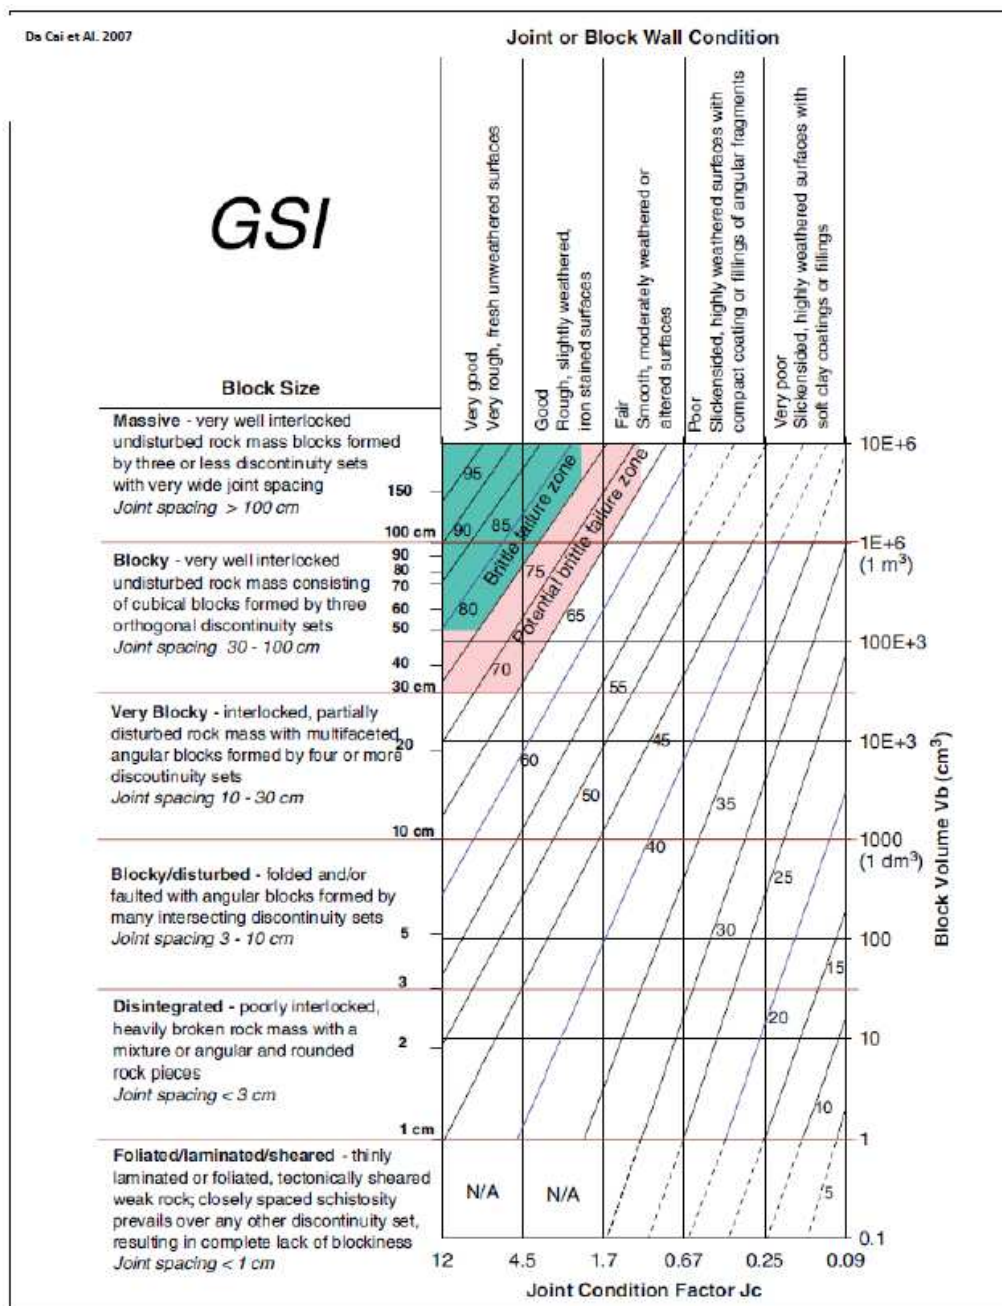 Da Cai et Al. 2007
Joint or Block Wall Condition
GSI
Very good
Very rough, fresh unweathered surfaces
Good
Rough, slightly weathered,
iron stained surfaces
Fair
Smooth, moderately weathered or
altered surfaces
Poor
Slickensided, highly weathered surfaces with
compact coating or fillings of angular fragments
Very poor
Slickensided, highly weathered surfaces with
soft clay coatings or fillings
Block Size
Massive - very well interlocked
undisturbed rock mass blocks formed
by three or less discontinuity sets
with very wide joint spacing
Joint spacing > 100 cm
Blocky - very well interlocked
undisturbed rock mass consisting
of cubical blocks formed by three
orthogonal discontinuity sets
Joint spacing 30 - 100 cm
Very Blocky - interlocked, partially
disturbed rock mass with multifaceted
angular blocks formed by four or more
discoutinuity sets
Joint spacing 10 - 30 cm
Blocky/disturbed - folded and/or
faulted with angular blocks formed by
many intersecting discontinuity sets
Joint spacing 3 - 10 cm
Disintegrated - poorly interlocked,
heavily broken rock mass with a
mixture or angular and rounded
rock pieces
Joint spacing < 3 cm
Foliated/laminated/sheared - thinly
laminated or foliated, tectonically sheared
weak rock; closely spaced schistosity
prevails over any other discontinuity set,
resulting in complete lack of blockiness
Joint spacing < 1 cm
150
100 cm
90
80
70
60
50
40
30 cm
20
10 cm
5
3
2
1 cm
95
90
85
80
Brittle failure zone
75
Potential brittle failure zone
70
65
60
55
50
45
40
35
30
25
20
15
10
5
N/A
N/A
10E+6
1E+6
(1 m³)
100E+3
10E+3
1000
(1 dm³)
100
10
1
0.1
Block Volume Vb (cm³)
12
4.5
1.7
0.67
0.25
0.09
Joint Condition Factor Jc